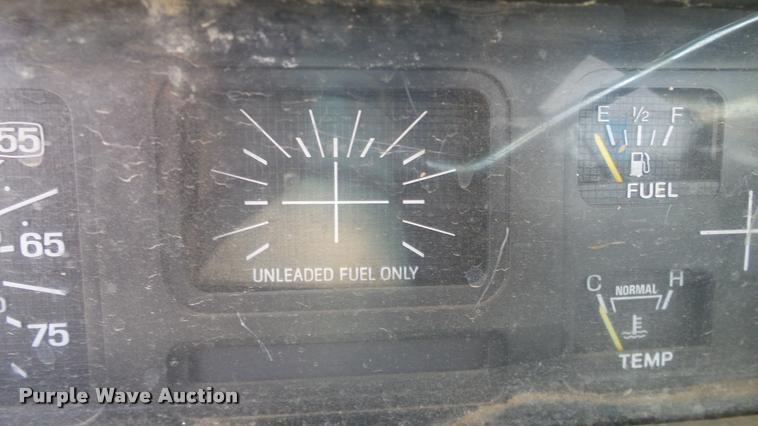 55
65
75
UNLEADED FUEL ONLY
E ½ F
FUEL
C NORMAL H
TEMP
Purple Wave Auction